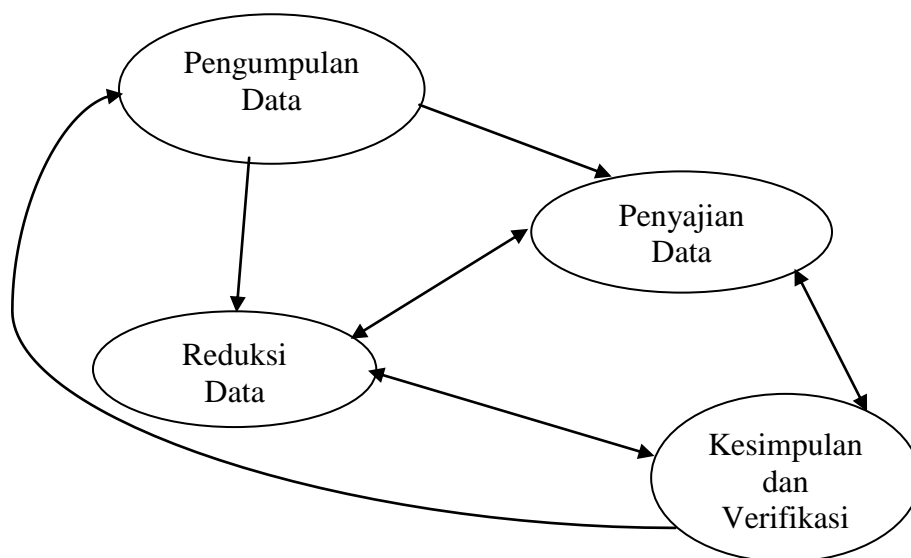 Pengumpulan
Data
Penyajian
Data
Reduksi
Data
Kesimpulan
dan
Verifikasi